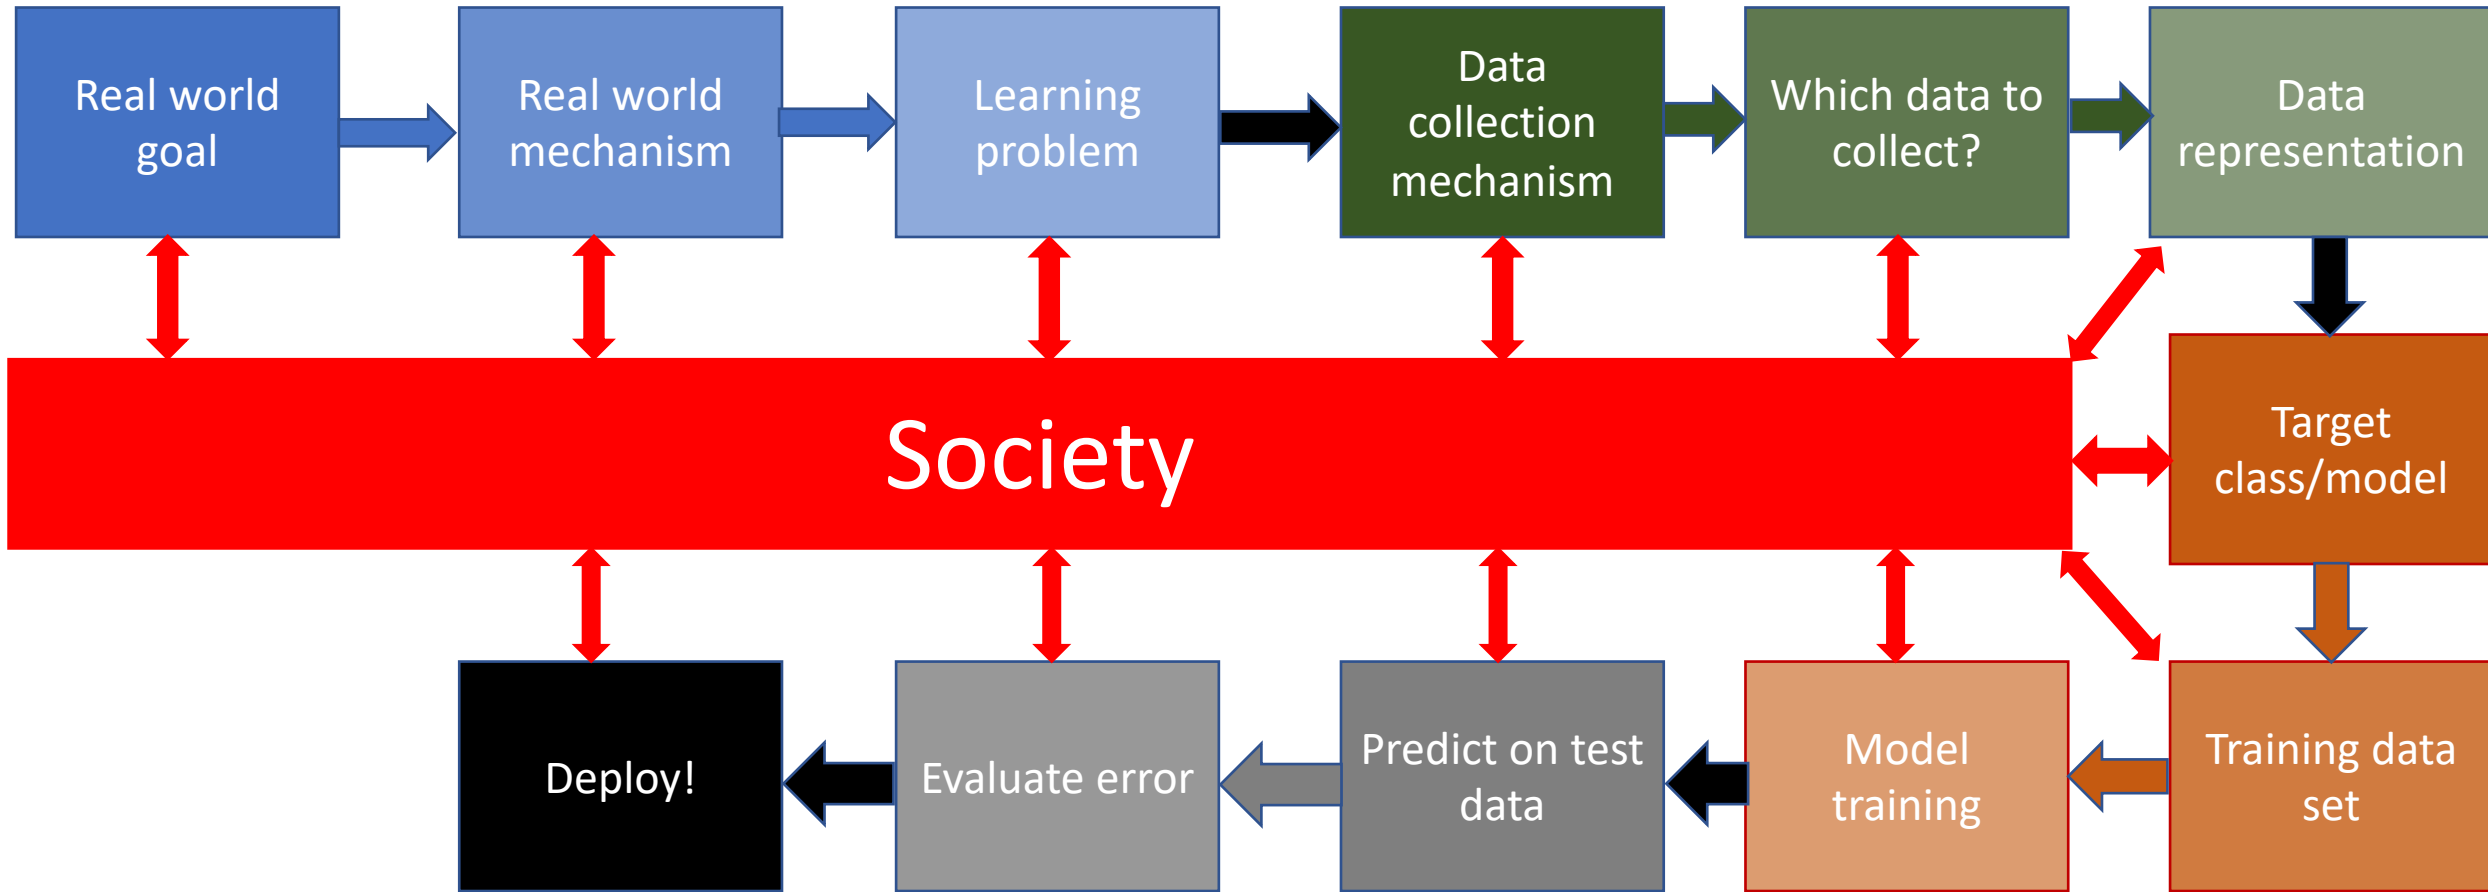 Real world
goal
Real world
mechanism
Learning
problem
Data
collection
mechanism
Which data to
collect?
Data
representation
Society
Target
class/model
Deploy!
Evaluate error
Predict on test
data
Model
training
Training data
set